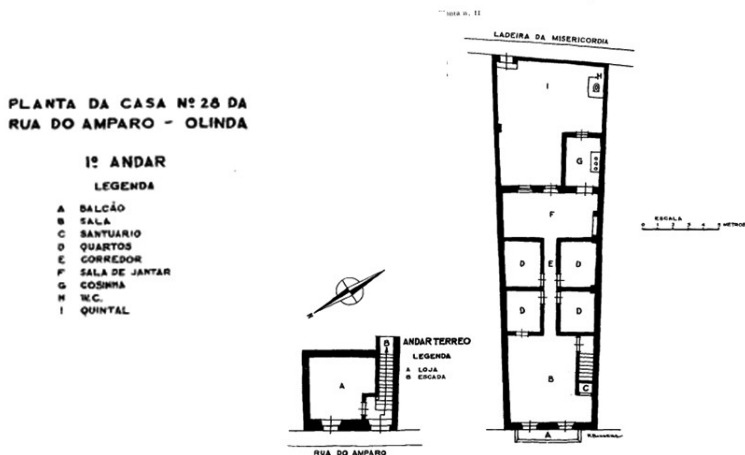 n. II
PLANTA DA CASA Nº 28 DA
RUA DO AMPARO - OLINDA
1º ANDAR
LEGENDA
A BALCÃO
B SALA
C SANTUARIO
D QUARTOS
E CORREDOR
F SALA DE JANTAR
G COSINHA
H W.C.
I QUINTAL
B
ANDAR TERREO
LEGENDA
A LOJA
B ESCADA
A
RUA DO AMPARO
LADEIRA DA MISERICORDIA
I
H
G
F
D
E
D
D
D
B
C
A
ESCALA
0 1 2 3 4 5 METROS